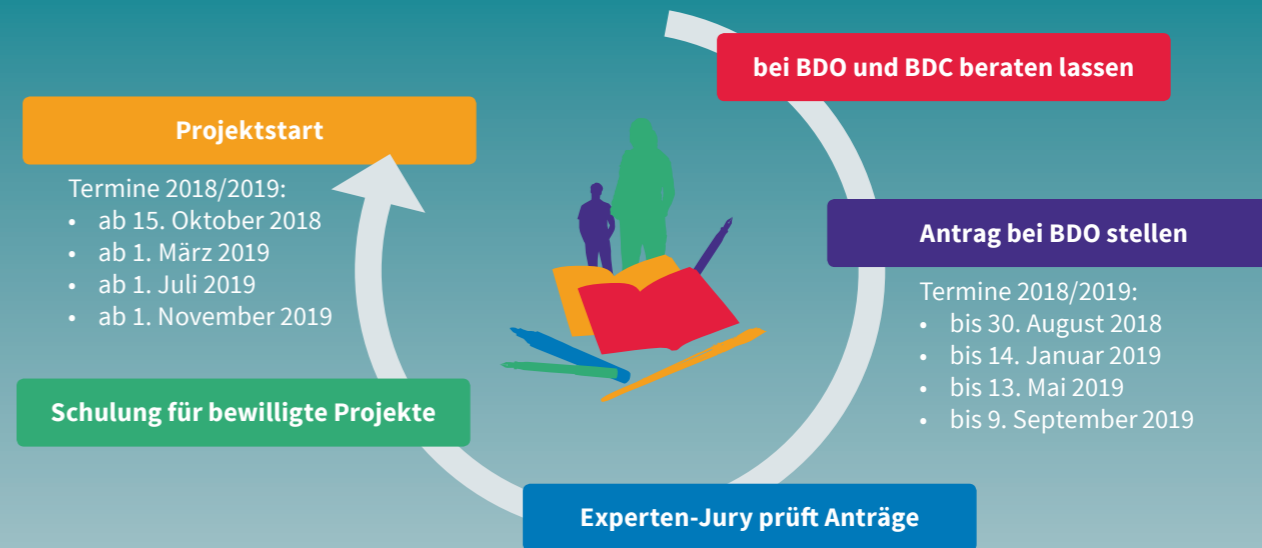 bei BDO und BDC beraten lassen
Antrag bei BDO stellen
Termine 2018/2019:
• bis 30. August 2018
• bis 14. Januar 2019
• bis 13. Mai 2019
• bis 9. September 2019
Experten-Jury prüft Anträge
Schulung für bewilligte Projekte
Projektstart
Termine 2018/2019:
• ab 15. Oktober 2018
• ab 1. März 2019
• ab 1. Juli 2019
• ab 1. November 2019